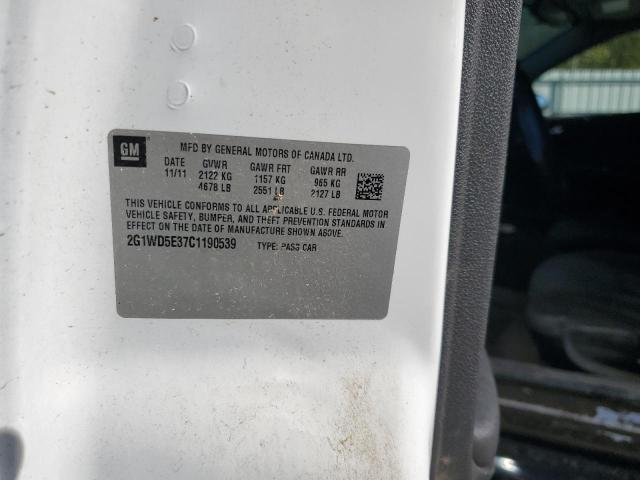 GM
MFD BY GENERAL MOTORS OF CANADA LTD.
DATE GVWR GAWR FRT GAWR RR
11/11 2122 KG 1157 KG 965 KG
4678 LB 2551 LB 2127 LB
THIS VEHICLE CONFORMS TO ALL APPLICABLE U.S. FEDERAL MOTOR
VEHICLE SAFETY, BUMPER, AND THEFT PREVENTION STANDARDS IN
EFFECT ON THE DATE OF MANUFACTURE SHOWN ABOVE.
2G1WD5E37C1190539 TYPE: PASS CAR